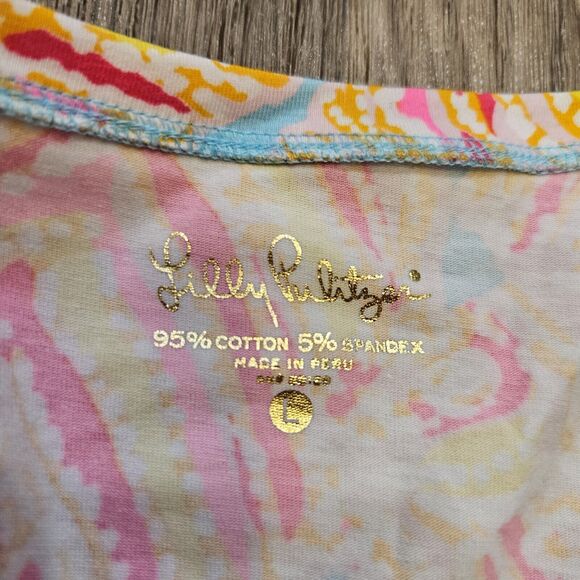 Lilly Pulitzer
95% COTTON 5% SPANDEX
MADE IN PERU
L